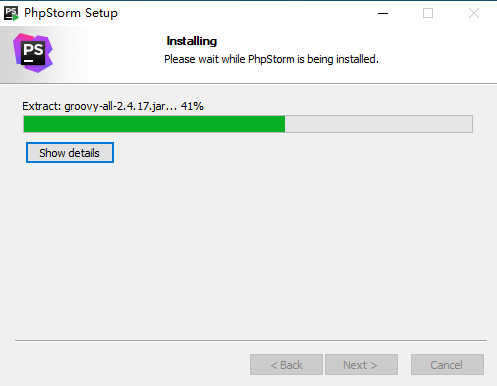 PS PhpStorm Setup
PS
Installing
Please wait while PhpStorm is being installed.
Extract: groovy-all-2.4.17.jar... 41%
Show details
< Back
Next >
Cancel